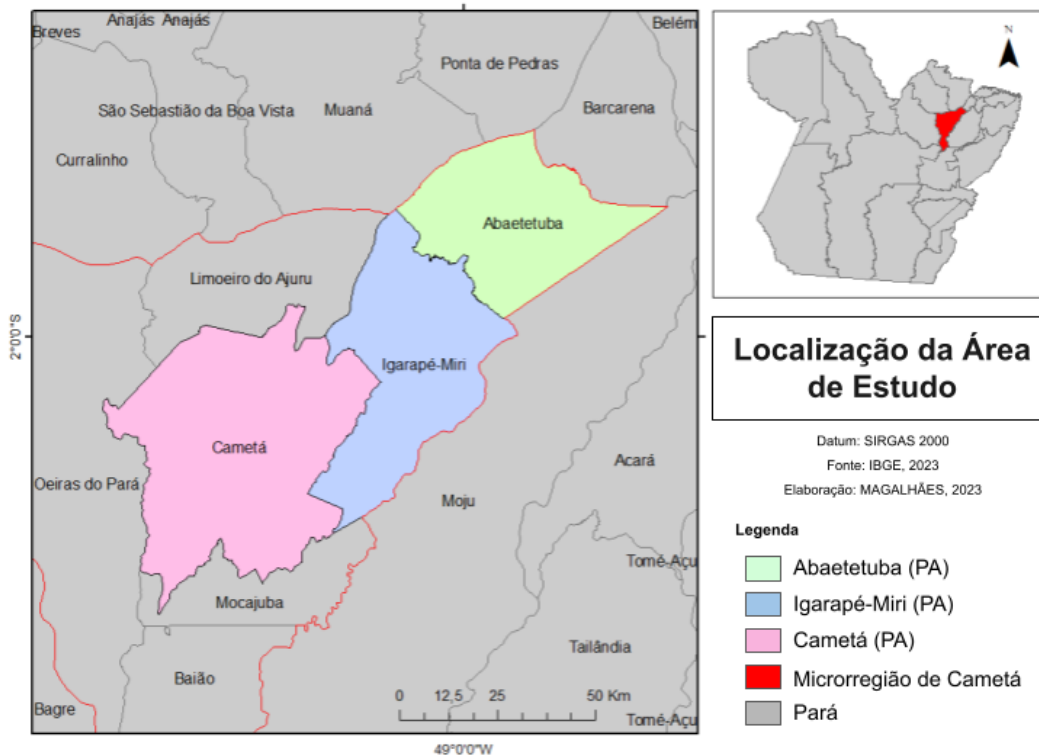 Anajás Anajás
Breves
Belém
Ponta de Pedras
São Sebastião da Boa Vista
Muaná
Barcarena
Curralinho
Abaetetuba
Limoeiro do Ajuru
2°0'0"S
Igarapé-Miri
Cametá
Acará
Oeiras do Pará
Moju
Tomé-Açu
Mocajuba
Tailândia
Baião
0 12,5 25 50 Km
Bagre
Tomé-Açu
49°0'0"W
N
Localização da Área
de Estudo
Datum: SIRGAS 2000
Fonte: IBGE, 2023
Elaboração: MAGALHÃES, 2023
Legenda
Abaetetuba (PA)
Igarapé-Miri (PA)
Cametá (PA)
Microrregião de Cametá
Pará